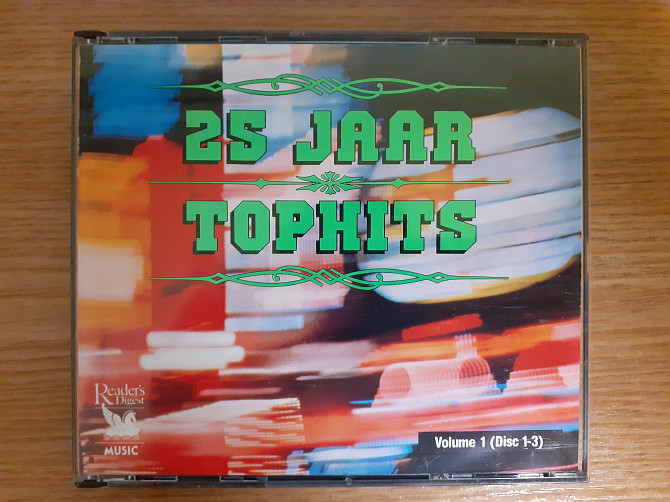 25 JAAR
TOPHITS
Reader's
Digest
MUSIC
Volume 1 (Disc 1-3)